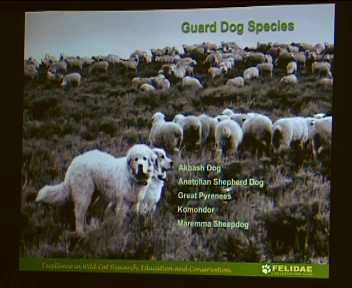 Guard Dog Species
Akbash Dog
Anatolian Shepherd Dog
Great Pyrenees
Komondor
Maremma Sheepdog
Excellence in Wild Cat Research, Education and Conservation.
FELIDAE